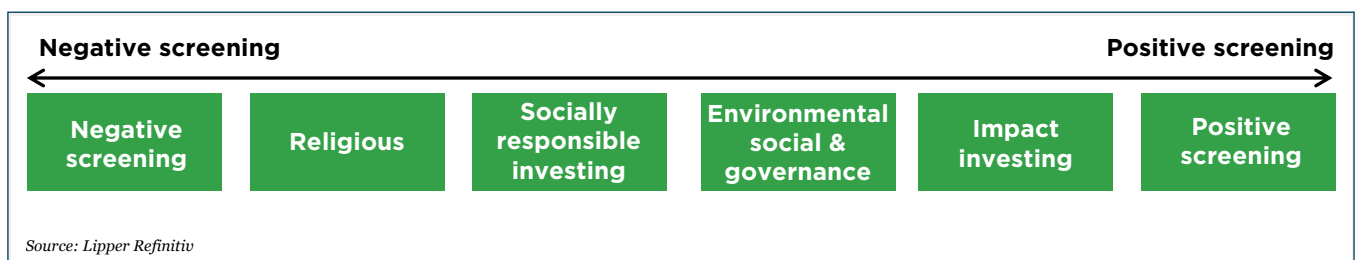 Negative screening
Positive screening
Negative
screening
Religious
Socially
responsible
investing
Environmental
social &
governance
Impact
investing
Positive
screening
Source: Lipper Refinitiv